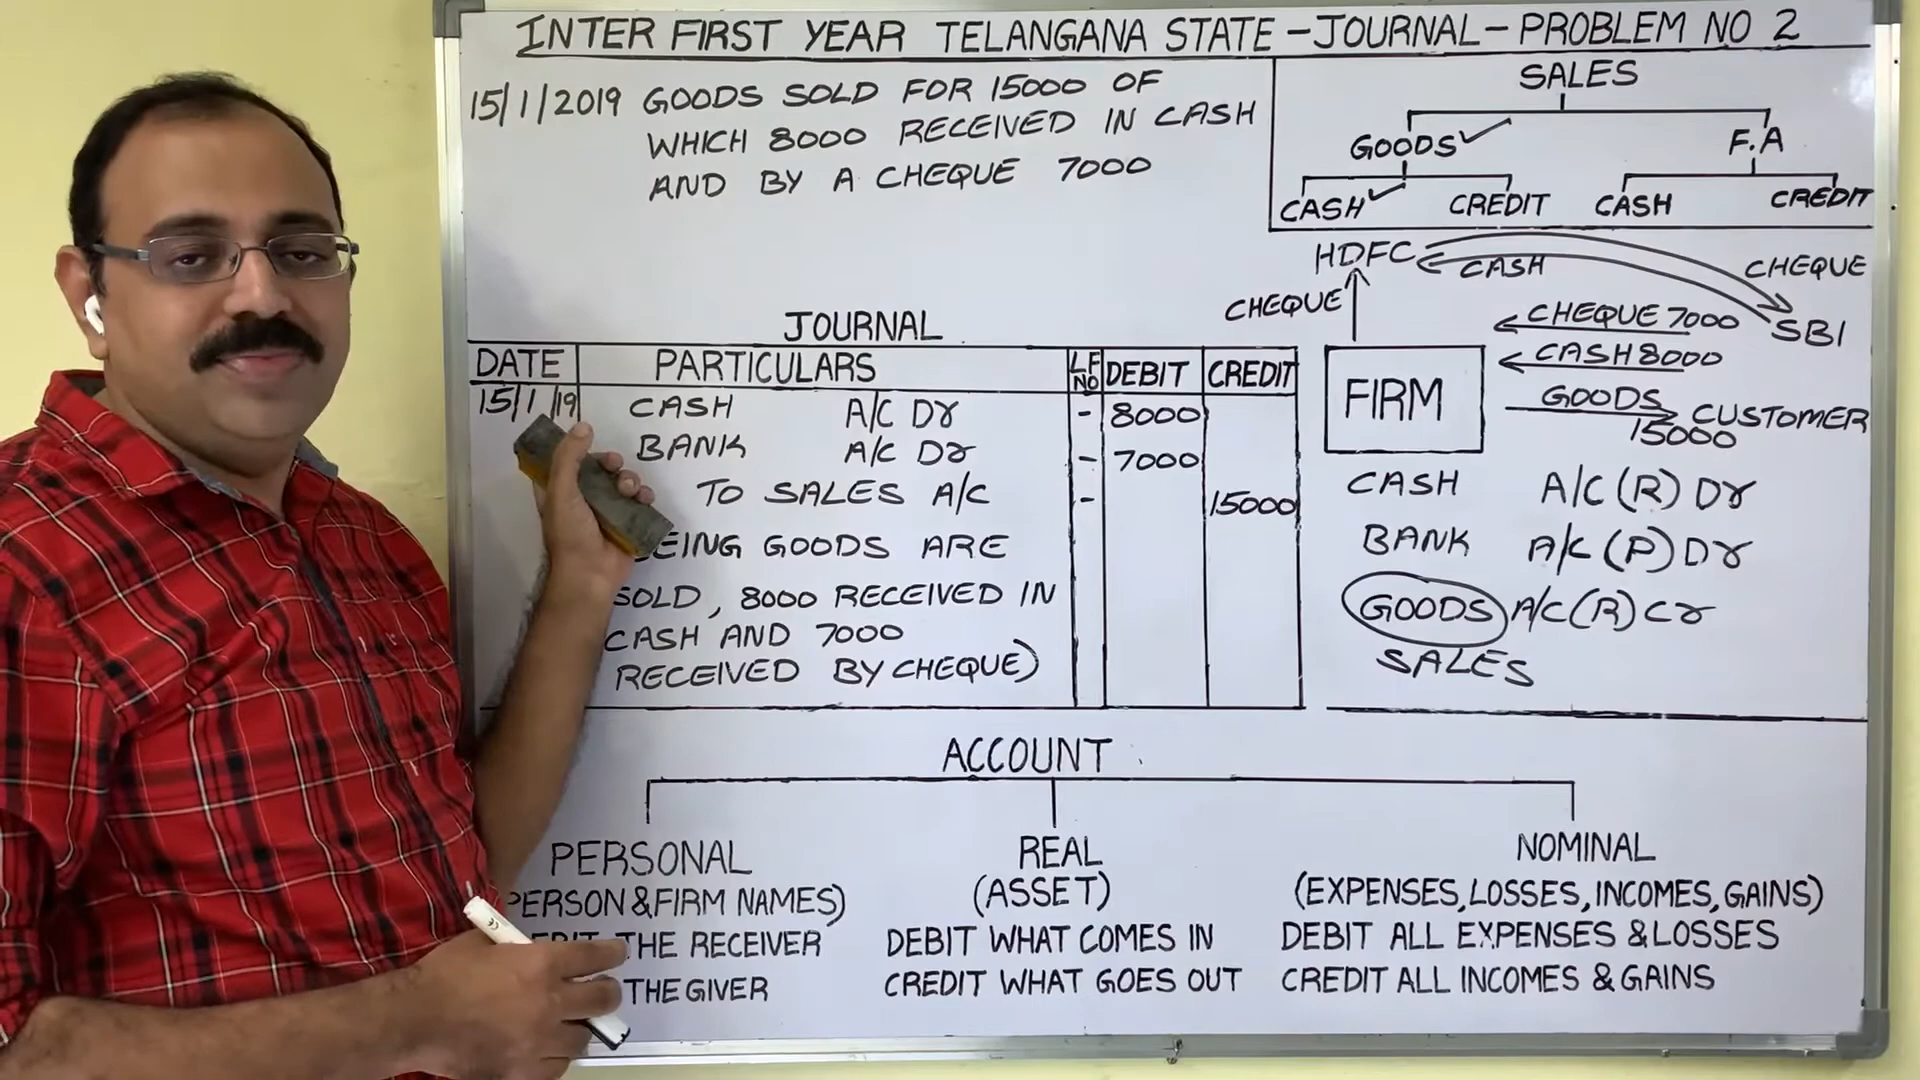 INTER FIRST YEAR TELANGANA STATE - JOURNAL - PROBLEM NO 2
15/1/2019 GOODS SOLD FOR 15000 OF
WHICH 8000 RECEIVED IN CASH
AND BY A CHEQUE 7000
SALES
GOODS F.A
CASH CREDIT CASH CREDIT
HDFC
CASH
CHEQUE
CHEQUE
SBI
CHEQUE 7000
CASH 8000
FIRM
GOODS
15000
CUSTOMER
CASH A/C (R) Dr
BANK A/C (P) Dr
GOODS A/C (R) Cr
SALES
JOURNAL
DATE PARTICULARS LF NO DEBIT CREDIT
15/1/19 CASH A/C Dr - 8000
BANK A/C Dr - 7000
TO SALES A/C - 15000
EING GOODS ARE
SOLD, 8000 RECEIVED IN
CASH AND 7000
RECEIVED BY CHEQUE)
ACCOUNT
PERSONAL REAL NOMINAL
PERSON & FIRM NAMES) (ASSET) (EXPENSES, LOSSES, INCOMES, GAINS)
THE RECEIVER DEBIT WHAT COMES IN DEBIT ALL EXPENSES & LOSSES
THE GIVER CREDIT WHAT GOES OUT CREDIT ALL INCOMES & GAINS